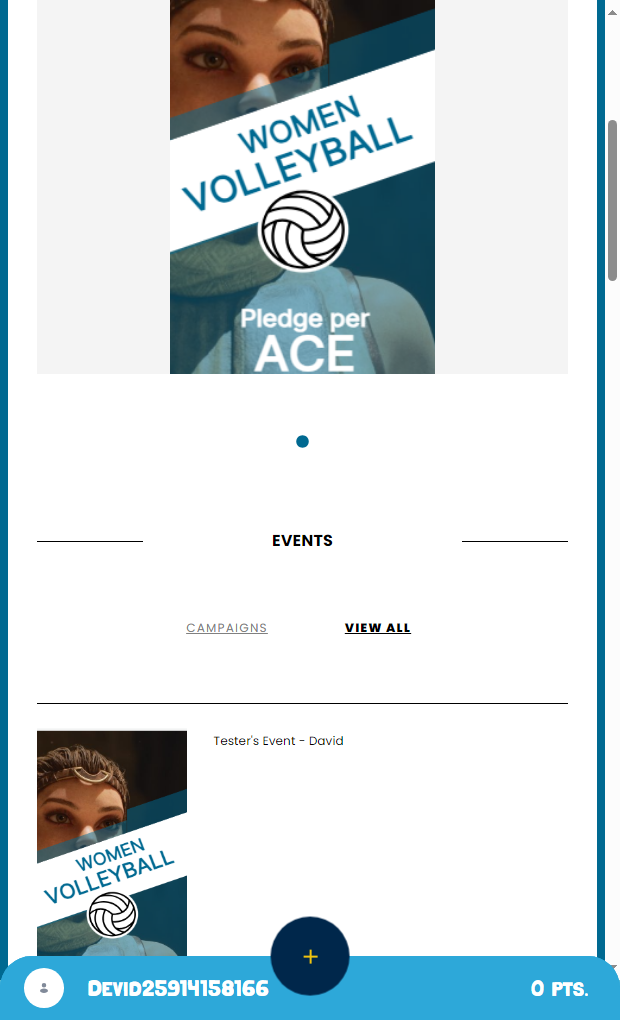 WOMEN
VOLLEYBALL
Pledge per
ACE
EVENTS
CAMPAIGNS
VIEW ALL
Tester's Event - David
WOMEN
VOLLEYBALL
+
Devid25914158166
0 pts.